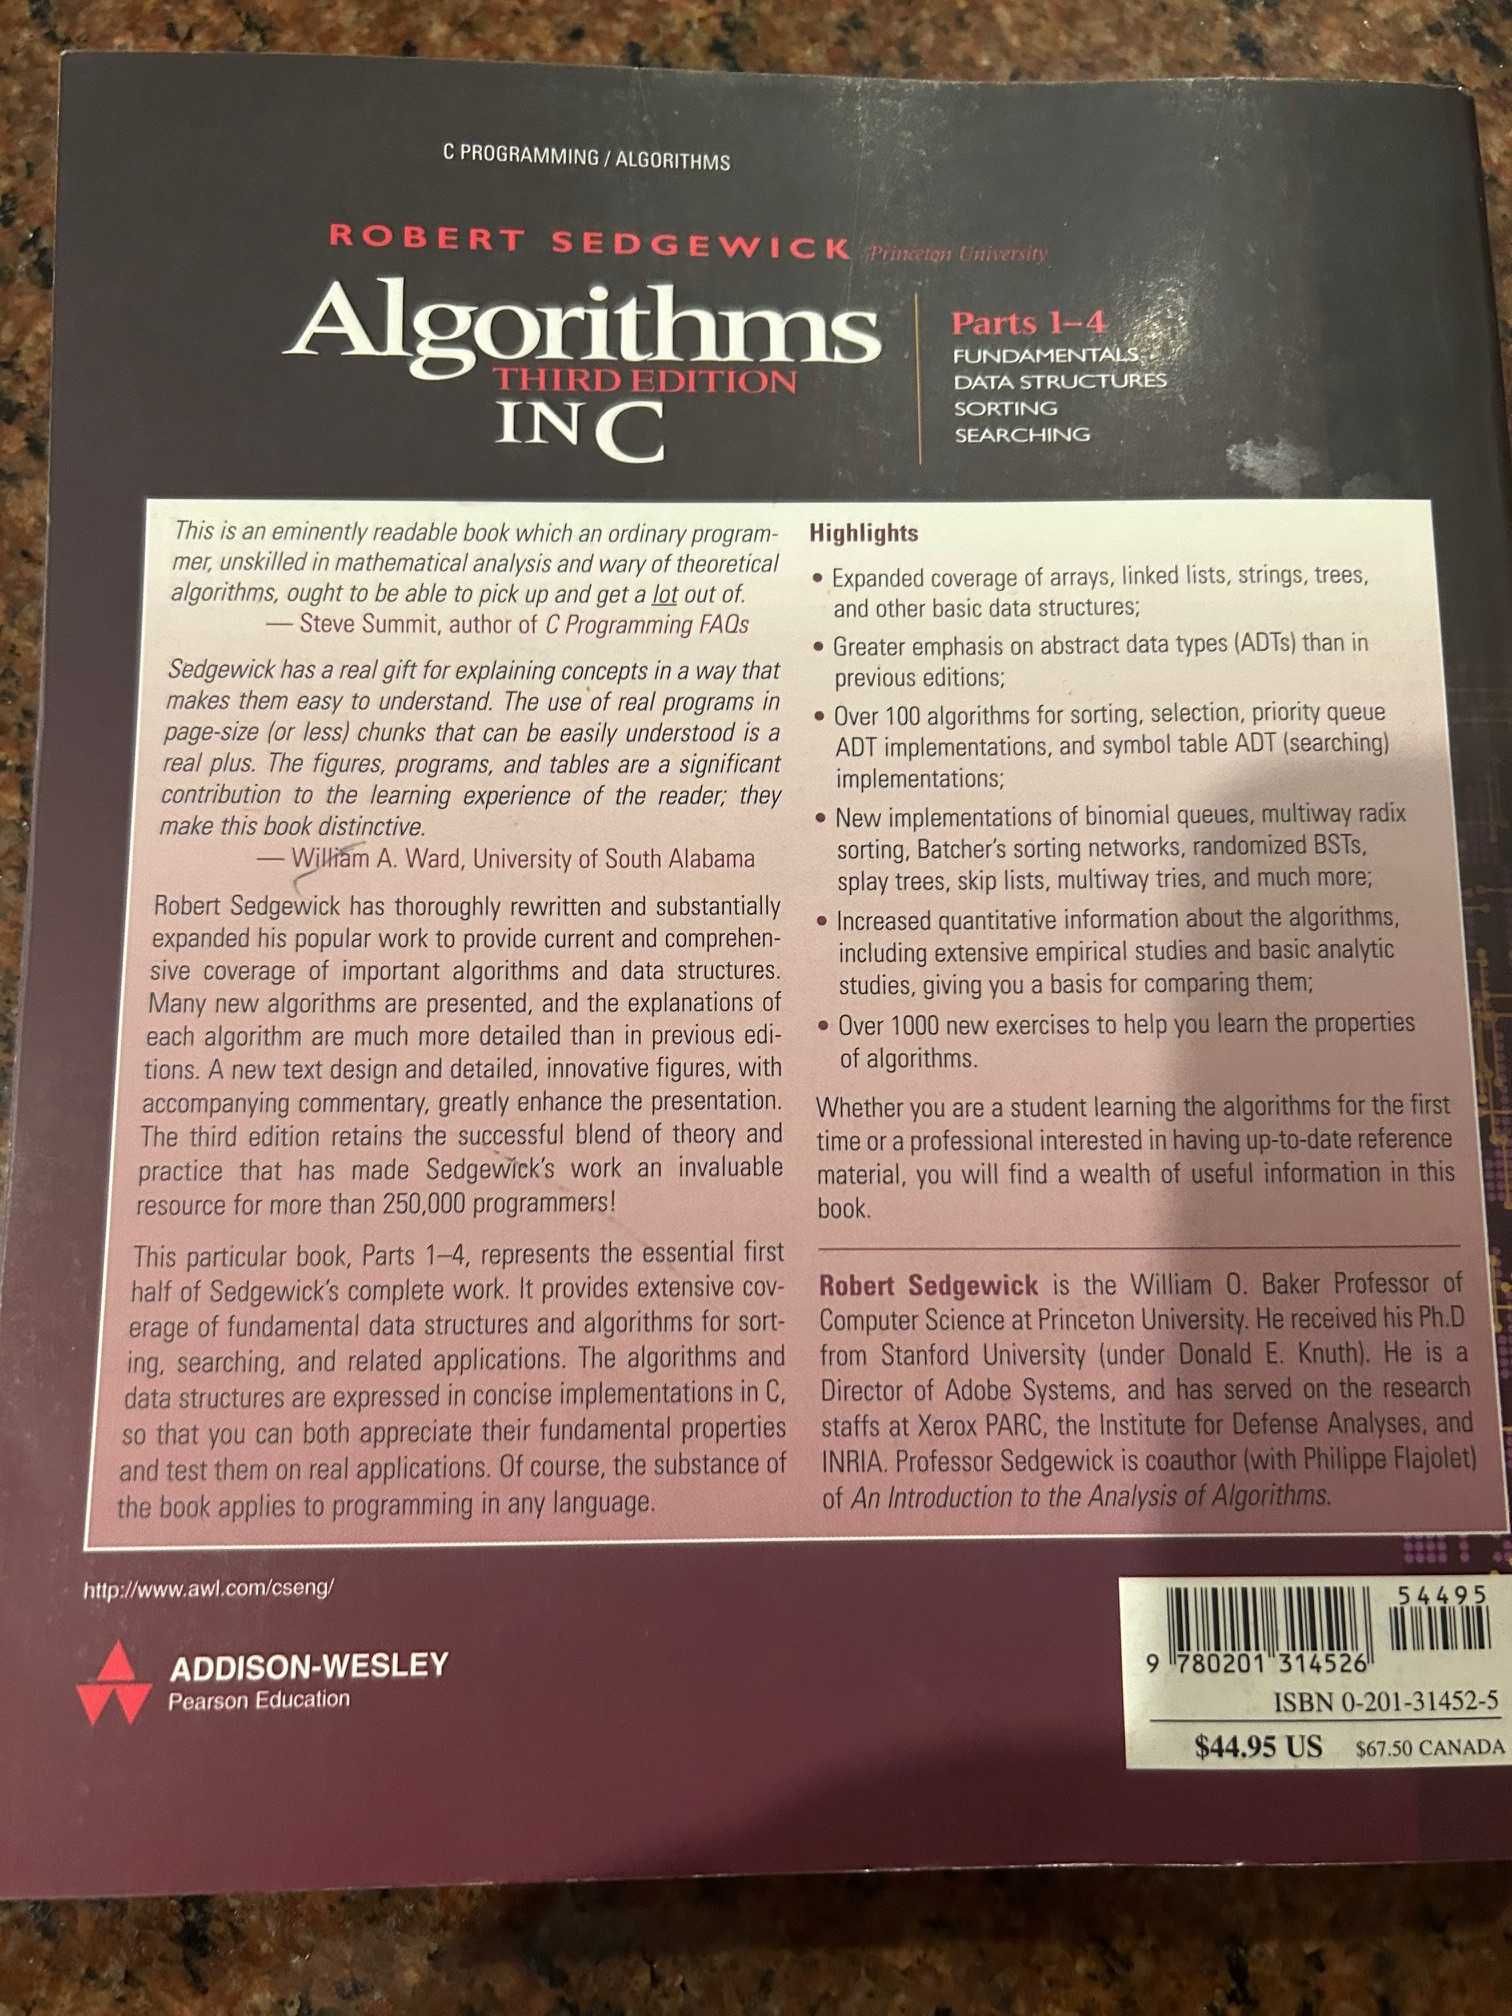 C PROGRAMMING / ALGORITHMS
ROBERT SEDGEWICK Princeton University
Algorithms
THIRD EDITION
IN C
Parts 1–4
FUNDAMENTALS
DATA STRUCTURES
SORTING
SEARCHING
This is an eminently readable book which an ordinary program-
mer, unskilled in mathematical analysis and wary of theoretical
algorithms, ought to be able to pick up and get a lot out of.
— Steve Summit, author of C Programming FAQs
Sedgewick has a real gift for explaining concepts in a way that
makes them easy to understand. The use of real programs in
page-size (or less) chunks that can be easily understood is a
real plus. The figures, programs, and tables are a significant
contribution to the learning experience of the reader; they
make this book distinctive.
— William A. Ward, University of South Alabama
Robert Sedgewick has thoroughly rewritten and substantially
expanded his popular work to provide current and comprehen-
sive coverage of important algorithms and data structures.
Many new algorithms are presented, and the explanations of
each algorithm are much more detailed than in previous edi-
tions. A new text design and detailed, innovative figures, with
accompanying commentary, greatly enhance the presentation.
The third edition retains the successful blend of theory and
practice that has made Sedgewick's work an invaluable
resource for more than 250,000 programmers!
This particular book, Parts 1–4, represents the essential first
half of Sedgewick's complete work. It provides extensive cov-
erage of fundamental data structures and algorithms for sort-
ing, searching, and related applications. The algorithms and
data structures are expressed in concise implementations in C,
so that you can both appreciate their fundamental properties
and test them on real applications. Of course, the substance of
the book applies to programming in any language.
Highlights
• Expanded coverage of arrays, linked lists, strings, trees,
and other basic data structures;
• Greater emphasis on abstract data types (ADTs) than in
previous editions;
• Over 100 algorithms for sorting, selection, priority queue
ADT implementations, and symbol table ADT (searching)
implementations;
• New implementations of binomial queues, multiway radix
sorting, Batcher's sorting networks, randomized BSTs,
splay trees, skip lists, multiway tries, and much more;
• Increased quantitative information about the algorithms,
including extensive empirical studies and basic analytic
studies, giving you a basis for comparing them;
• Over 1000 new exercises to help you learn the properties
of algorithms.
Whether you are a student learning the algorithms for the first
time or a professional interested in having up-to-date reference
material, you will find a wealth of useful information in this
book.
Robert Sedgewick is the William O. Baker Professor of
Computer Science at Princeton University. He received his Ph.D
from Stanford University (under Donald E. Knuth). He is a
Director of Adobe Systems, and has served on the research
staffs at Xerox PARC, the Institute for Defense Analyses, and
INRIA. Professor Sedgewick is coauthor (with Philippe Flajolet)
of An Introduction to the Analysis of Algorithms.
http://www.awl.com/cseng/
ADDISON-WESLEY
Pearson Education
54495
9 780201 314526
ISBN 0-201-31452-5
$44.95 US $67.50 CANADA